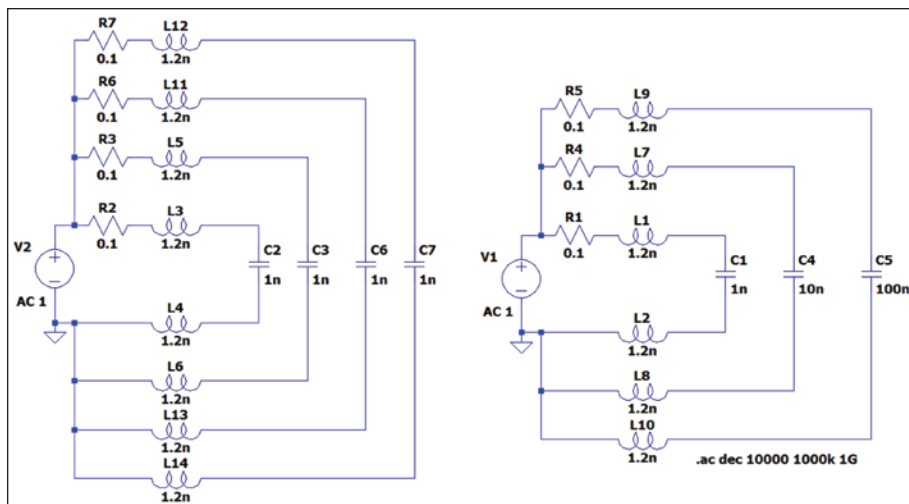 R7 L12
0.1 1.2n
R6 L11
0.1 1.2n
R3 L5
0.1 1.2n
R2 L3
0.1 1.2n
V2
AC 1
C2 C3 C6 C7
1n 1n 1n 1n
L4
1.2n
L6
1.2n
L13
1.2n
L14
1.2n
R5 L9
0.1 1.2n
R4 L7
0.1 1.2n
R1 L1
0.1 1.2n
V1
AC 1
C1 C4 C5
1n 10n 100n
L2
1.2n
L8
1.2n
L10
1.2n
.ac dec 10000 1000k 1G